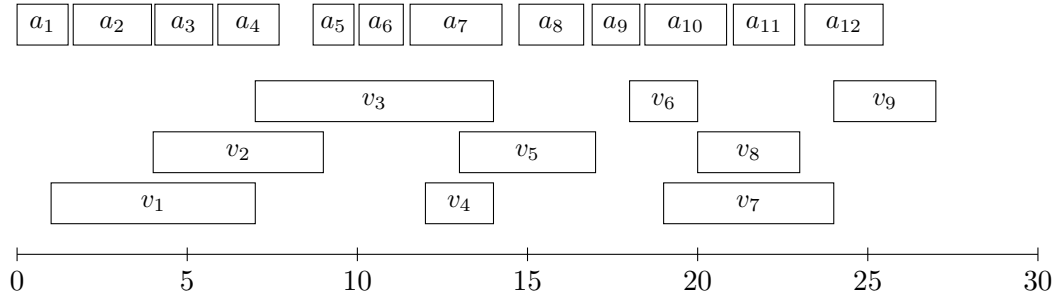 a₁ a₂ a₃ a₄ a₅ a₆ a₇ a₈ a₉ a₁₀ a₁₁ a₁₂
v₃ v₆ v₉
v₂ v₅ v₈
v₁ v₄ v₇
0 5 10 15 20 25 30